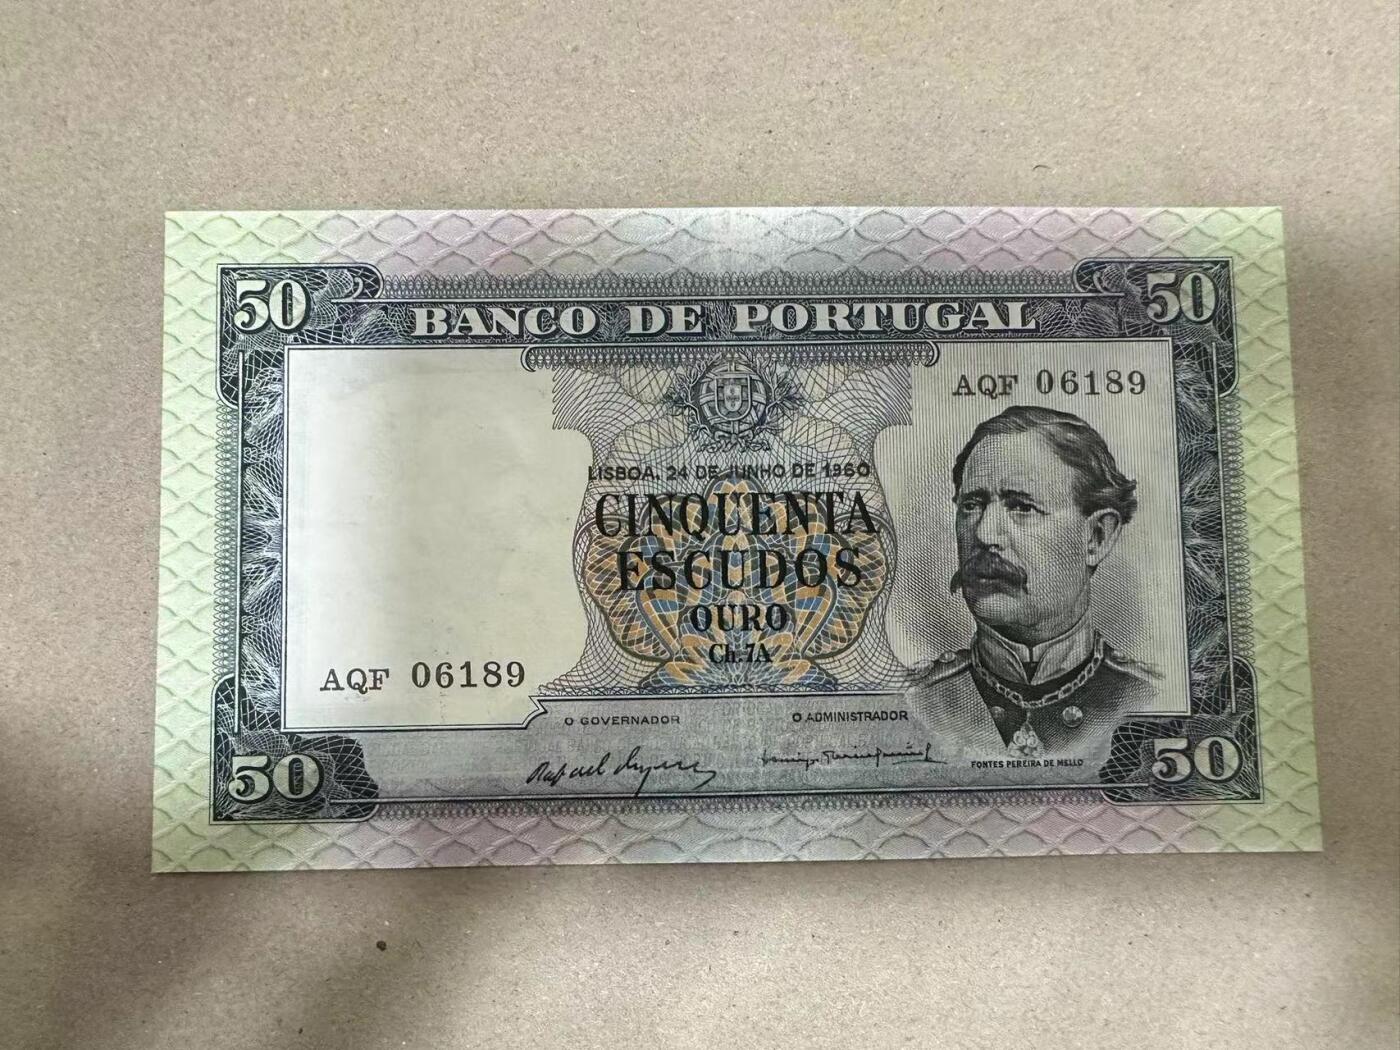 50 50
BANCO DE PORTUGAL
AQF 06189
LISBOA, 24 DE JUNHO DE 1960
CINQUENTA
ESCUDOS
OURO
Ch.7A
AQF 06189
O GOVERNADOR O ADMINISTRADOR
Rafael
FONTES PEREIRA DE MELLO
50 50